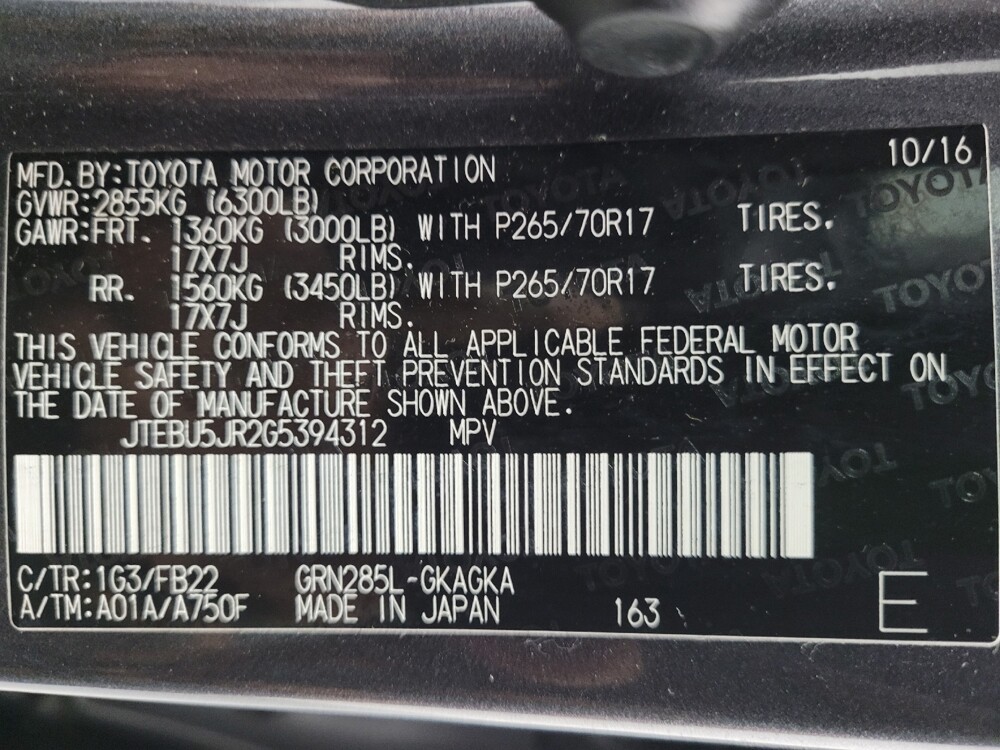 10/16
MFD. BY:TOYOTA MOTOR CORPORATION
GVWR:2855KG (6300LB)
GAWR:FRT. 1360KG (3000LB) WITH P265/70R17 TIRES.
17X7J RIMS.
RR. 1560KG (3450LB) WITH P265/70R17 TIRES.
17X7J RIMS.
THIS VEHICLE CONFORMS TO ALL APPLICABLE FEDERAL MOTOR
VEHICLE SAFETY AND THEFT PREVENTION STANDARDS IN EFFECT ON
THE DATE OF MANUFACTURE SHOWN ABOVE.
JTEBU5JR2G5394312 MPV
C/TR:1G3/FB22 GRN285L-GKAGKA
A/TM:A01A/A750F MADE IN JAPAN 163 E